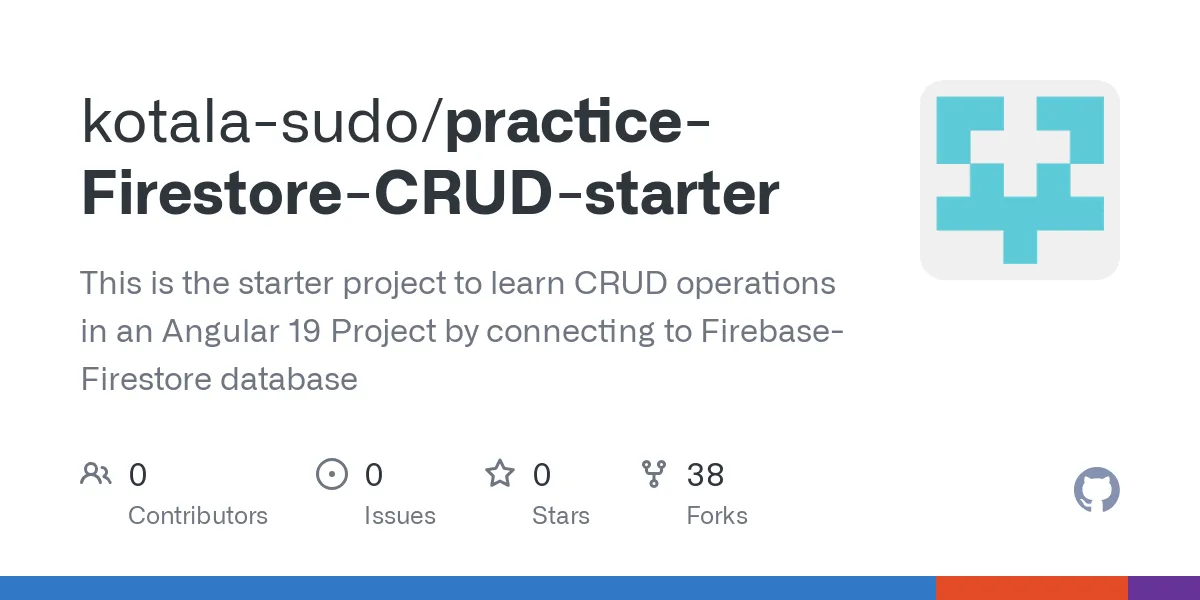 kotala-sudo/practice-
Firestore-CRUD-starter
This is the starter project to learn CRUD operations
in an Angular 19 Project by connecting to Firebase-
Firestore database
0 0 0 38
Contributors Issues Stars Forks